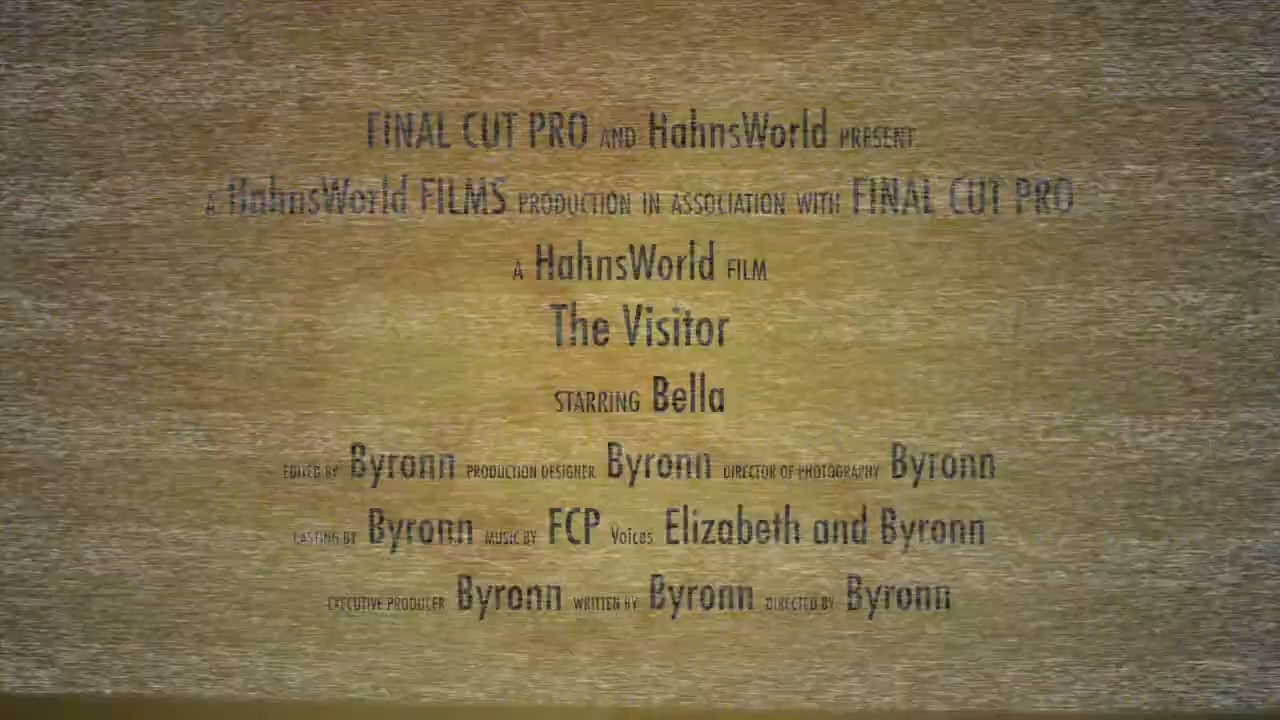 FINAL CUT PRO AND HahnsWorld PRESENT
A HahnsWorld FILMS PRODUCTION IN ASSOCIATION WITH FINAL CUT PRO
A HahnsWorld FILM
The Visitor
STARRING Bella
EDITED BY Byronn PRODUCTION DESIGNER Byronn DIRECTOR OF PHOTOGRAPHY Byronn
CASTING BY Byronn MUSIC BY FCP Voices Elizabeth and Byronn
EXECUTIVE PRODUCER Byronn WRITTEN BY Byronn DIRECTED BY Byronn